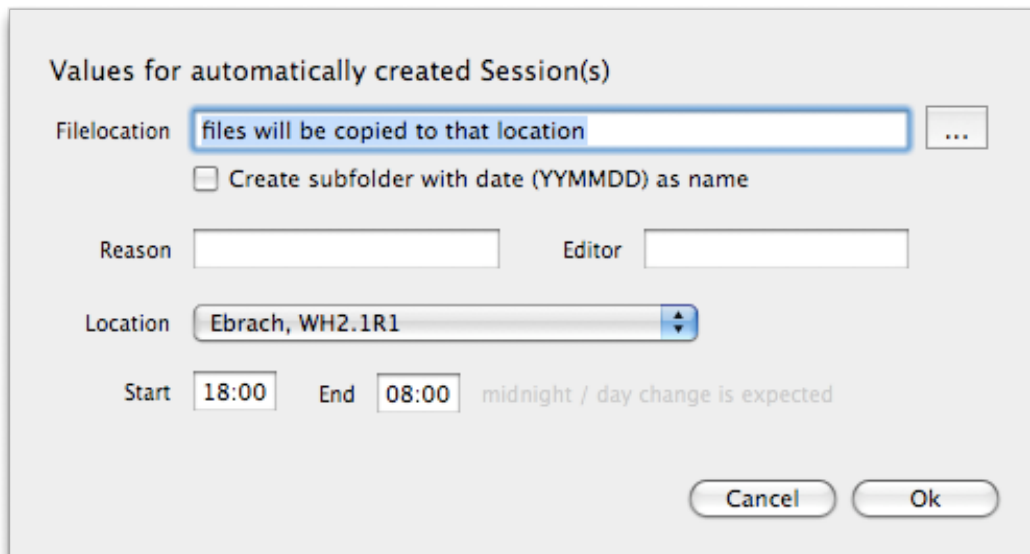 Values for automatically created Session(s)
Filelocation files will be copied to that location ...
Create subfolder with date (YYMMDD) as name
Reason Editor
Location Ebrach, WH2.1R1
Start 18:00 End 08:00 midnight / day change is expected
Cancel Ok